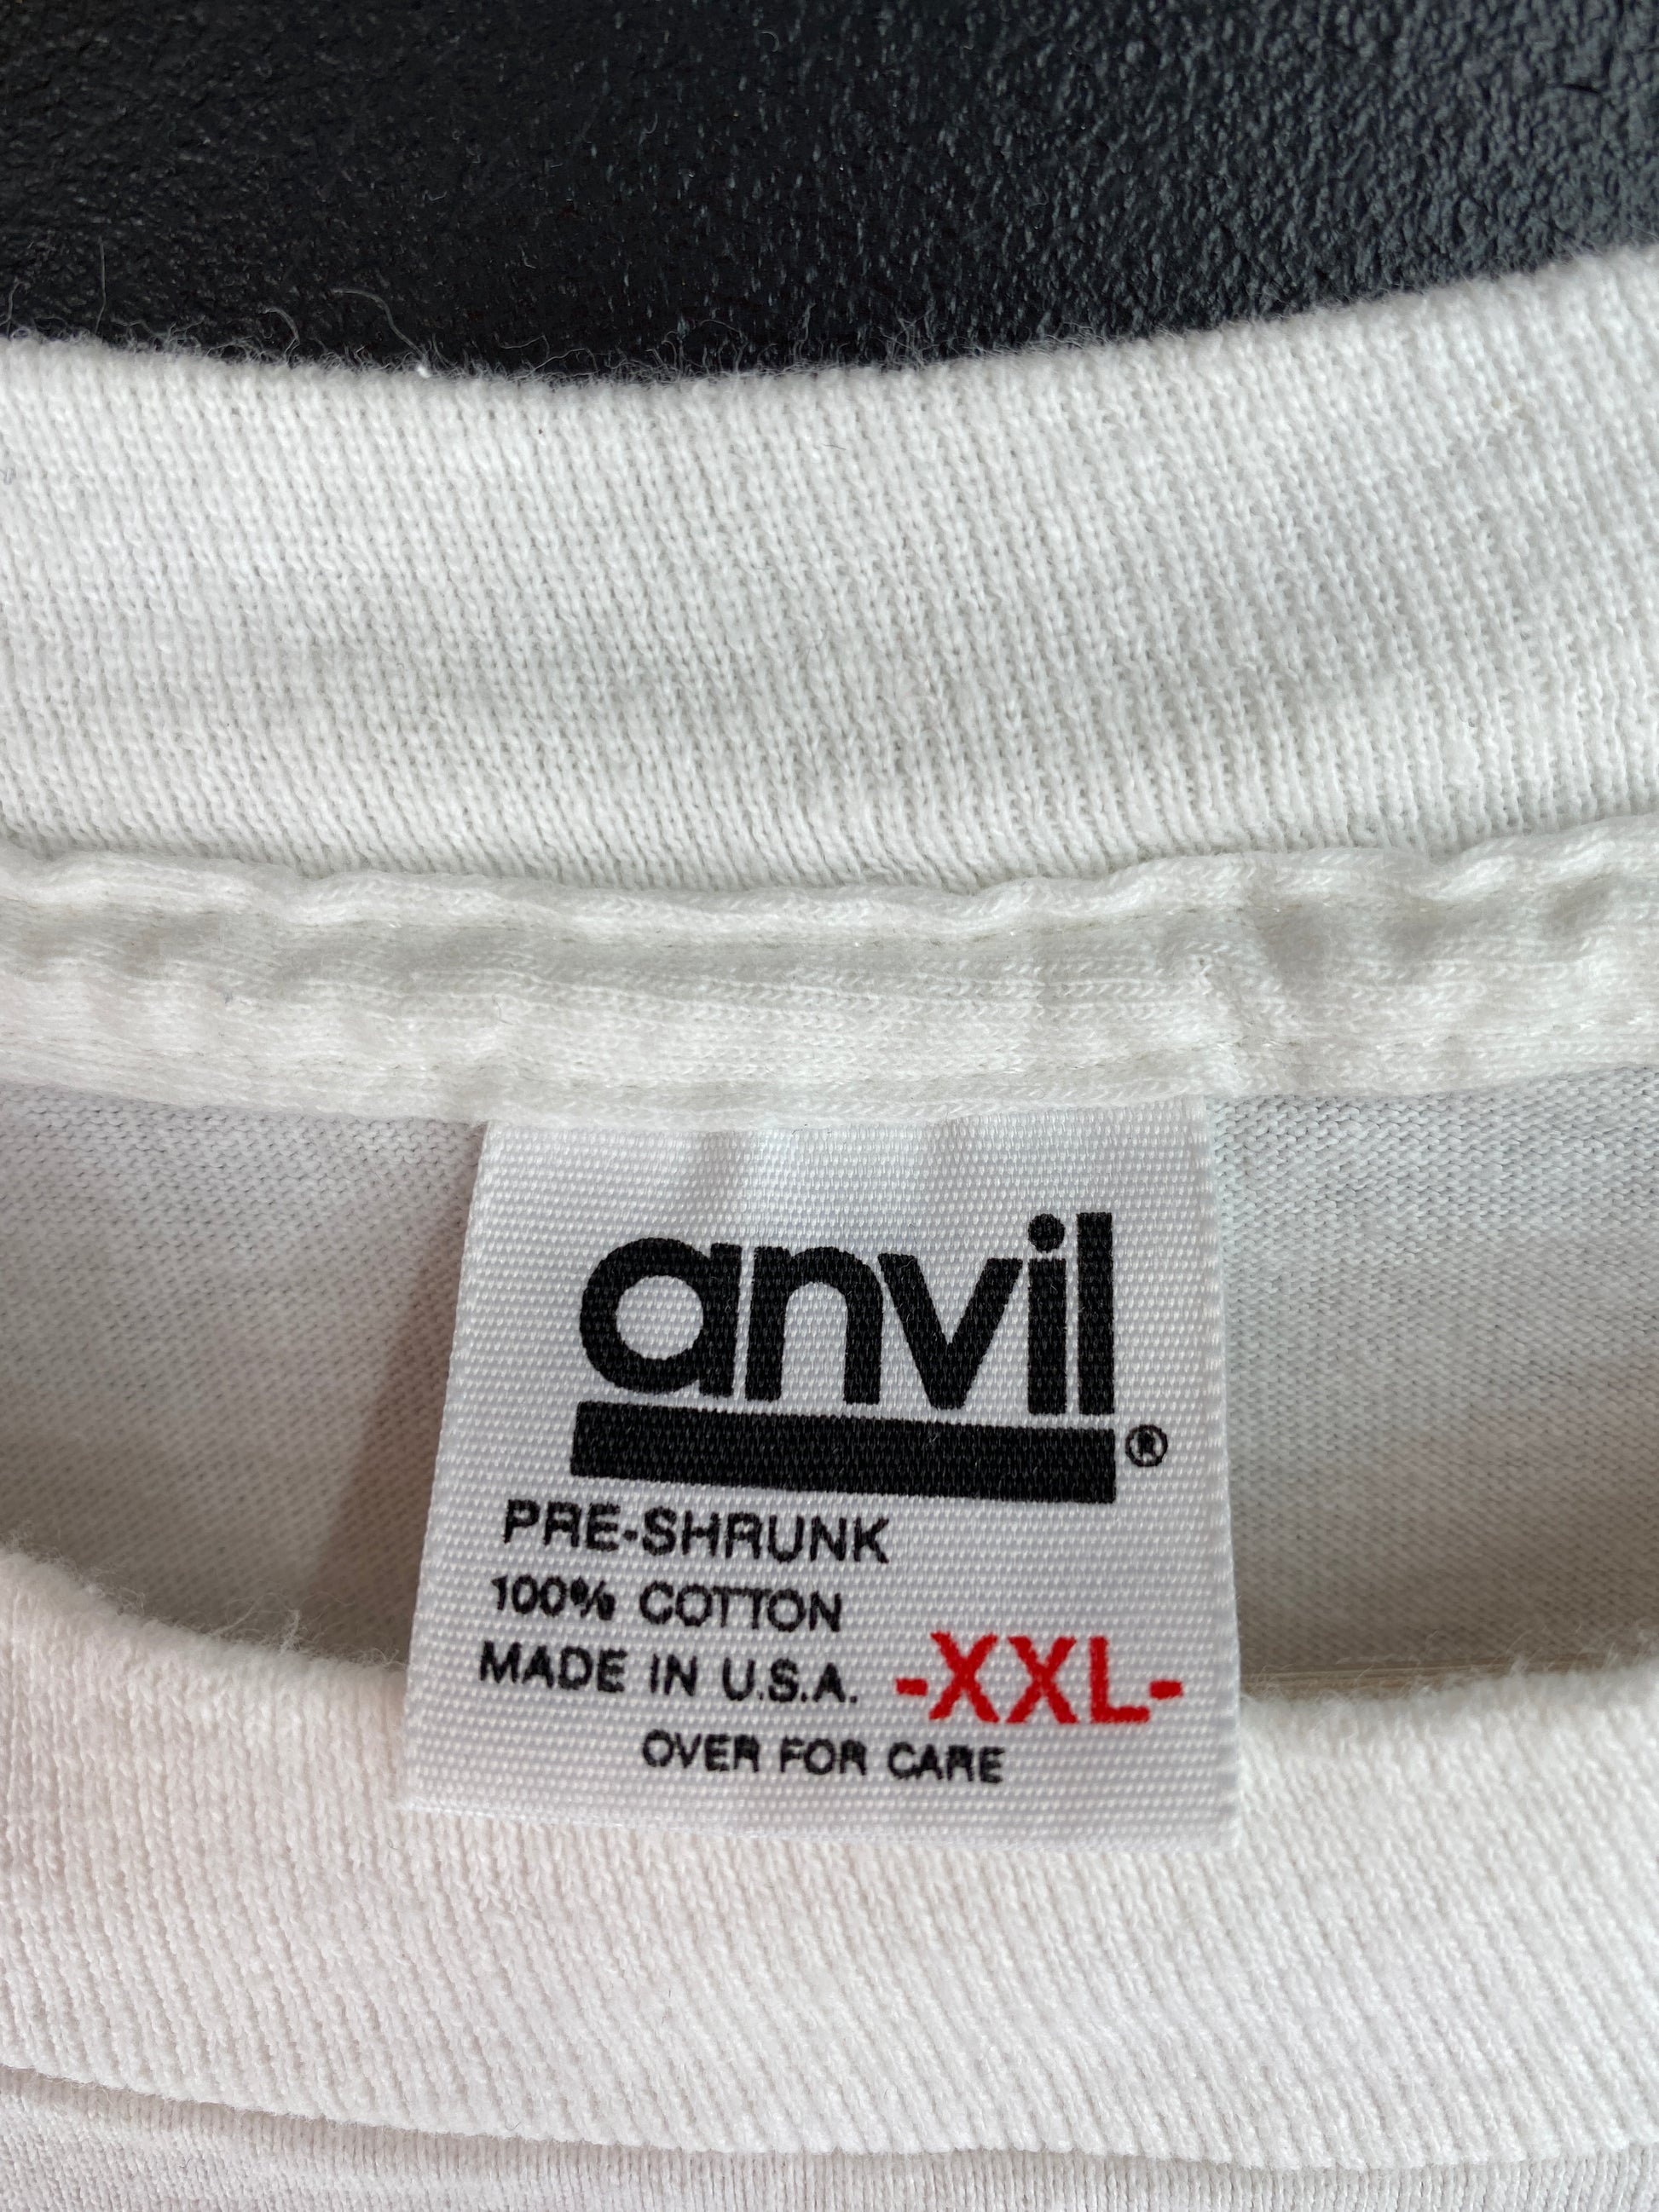 anvil®
PRE-SHRUNK
100% COTTON
MADE IN U.S.A. -XXL-
OVER FOR CARE